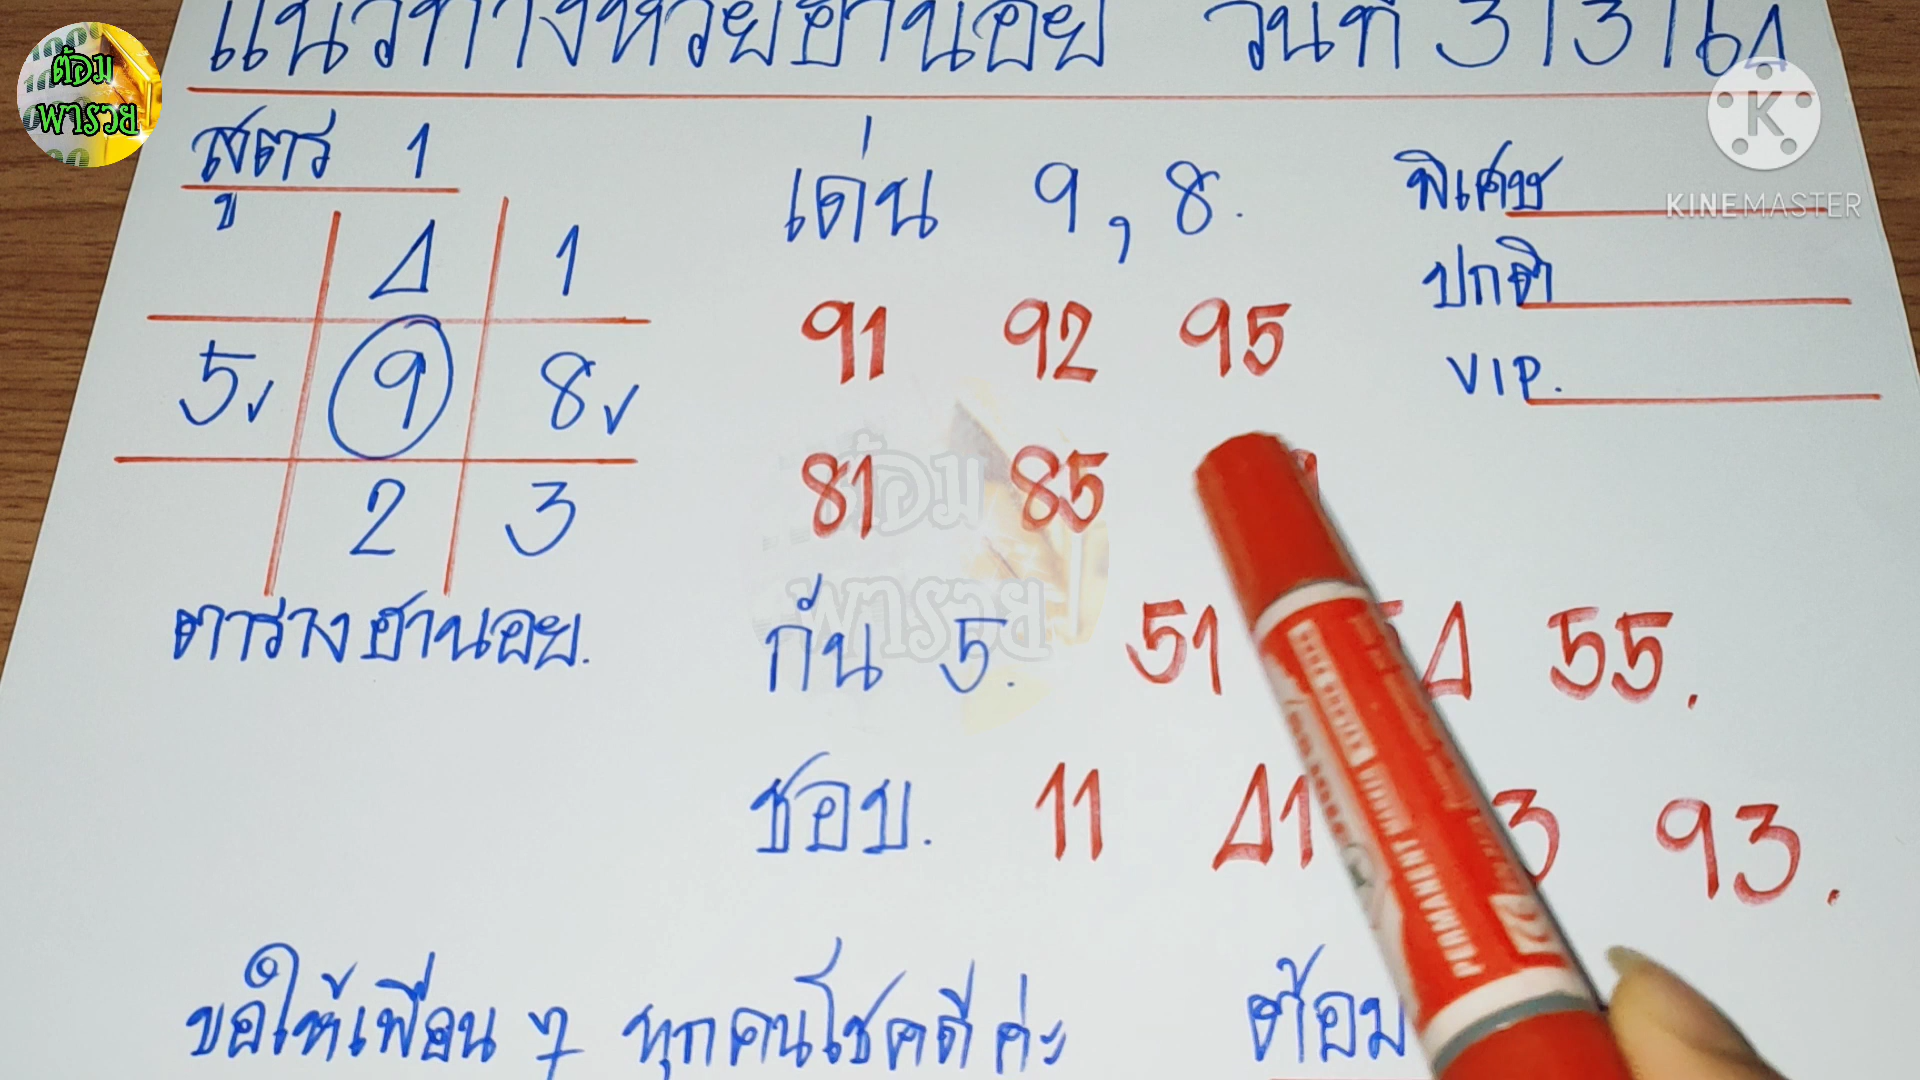 แนวทางหวยฮานอย วันที่ 3/3/64
ต้อม
พารวย
สูตร 1
เด่น 9, 8.
พิเศษ
KINEMASTER
4 1
ปกติ
91 92 95
5✓ 9 8✓
VIP.
81 85
2 3
ตารางฮานอย.
กัน 5. 51 4 55.
ชอบ. 11 41 3 93.
ขอให้เพื่อน ๆ ทุกคนโชคดีค่ะ ต้อม
PERMANENT MARKER